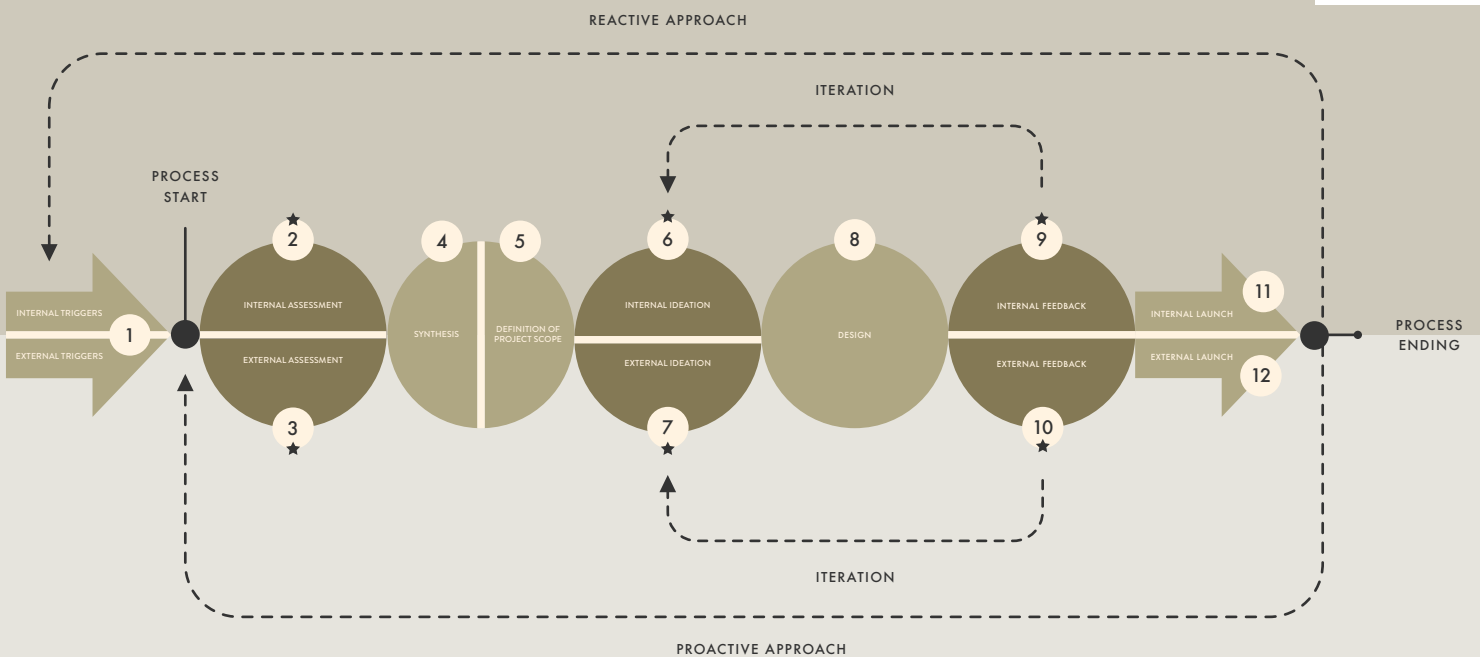 REACTIVE APPROACH
ITERATION
PROCESS
START
2
4
5
6
8
9
11
INTERNAL TRIGGERS
1
EXTERNAL TRIGGERS
INTERNAL ASSESSMENT
EXTERNAL ASSESSMENT
SYNTHESIS
DEFINITION OF
PROJECT SCOPE
INTERNAL IDEATION
EXTERNAL IDEATION
DESIGN
INTERNAL FEEDBACK
EXTERNAL FEEDBACK
INTERNAL LAUNCH
EXTERNAL LAUNCH
PROCESS
ENDING
12
3
7
10
ITERATION
PROACTIVE APPROACH